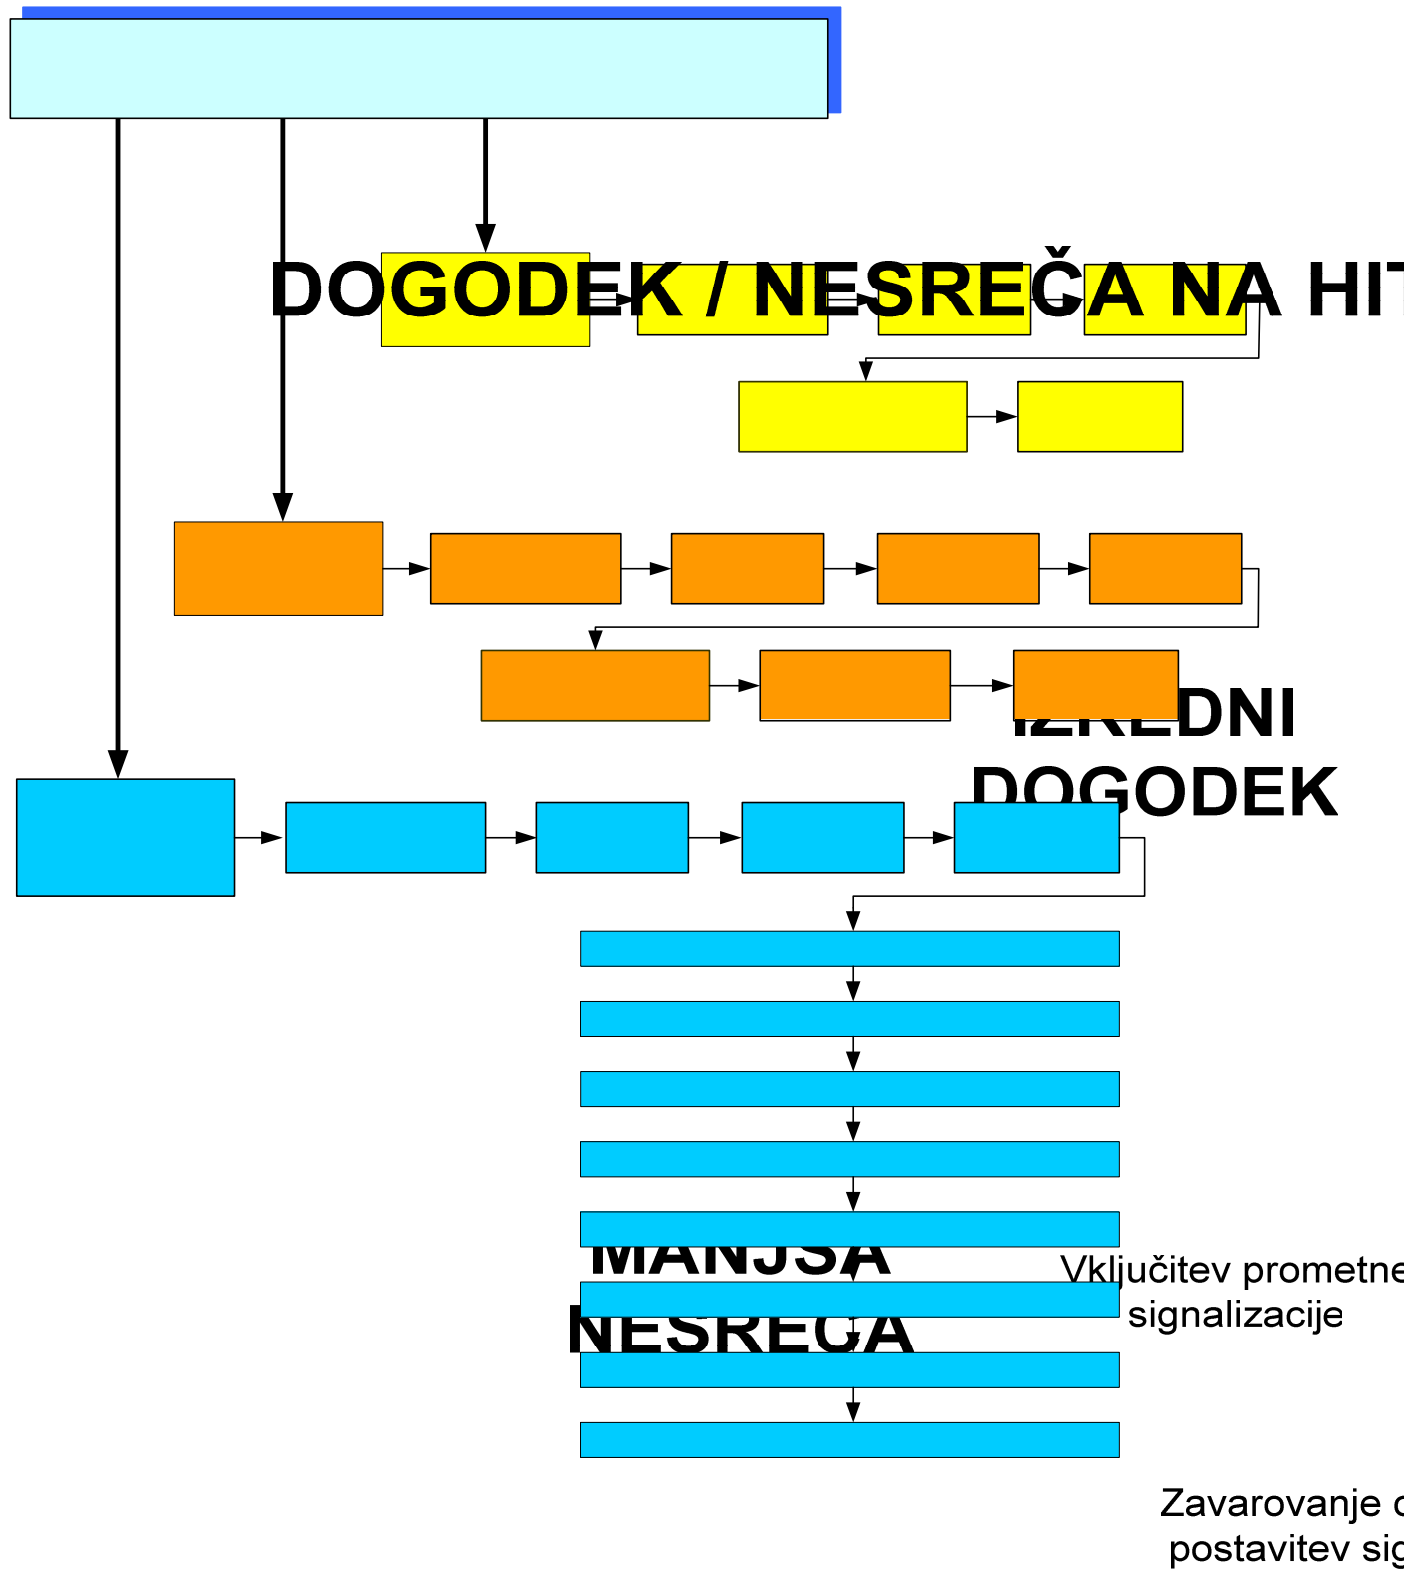 DOGODEK / NESREČA NA HIT
IZREDNI
DOGODEK
MANJŠA
NESREČA
Vključitev prometne
signalizacije
Zavarovanje
postavitev sig